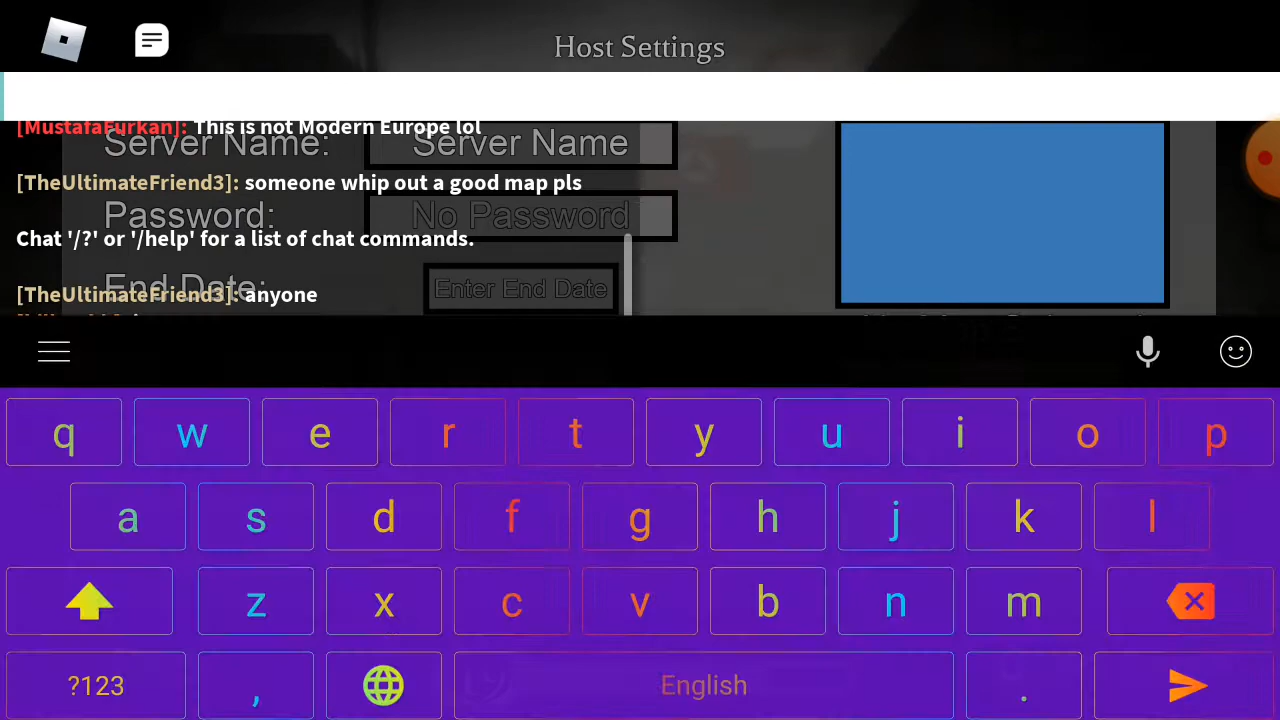 Host Settings
[MustafaFurkan]: This is not Modern Europe lol
Server Name: Server Name
[TheUltimateFriend3]: someone whip out a good map pls
Password: No Password
Chat '/?' or '/help' for a list of chat commands.
End Date: Enter End Date
[TheUltimateFriend3]: anyone
q w e r t y u i o p
a s d f g h j k l
z x c v b n m
?123 , English .